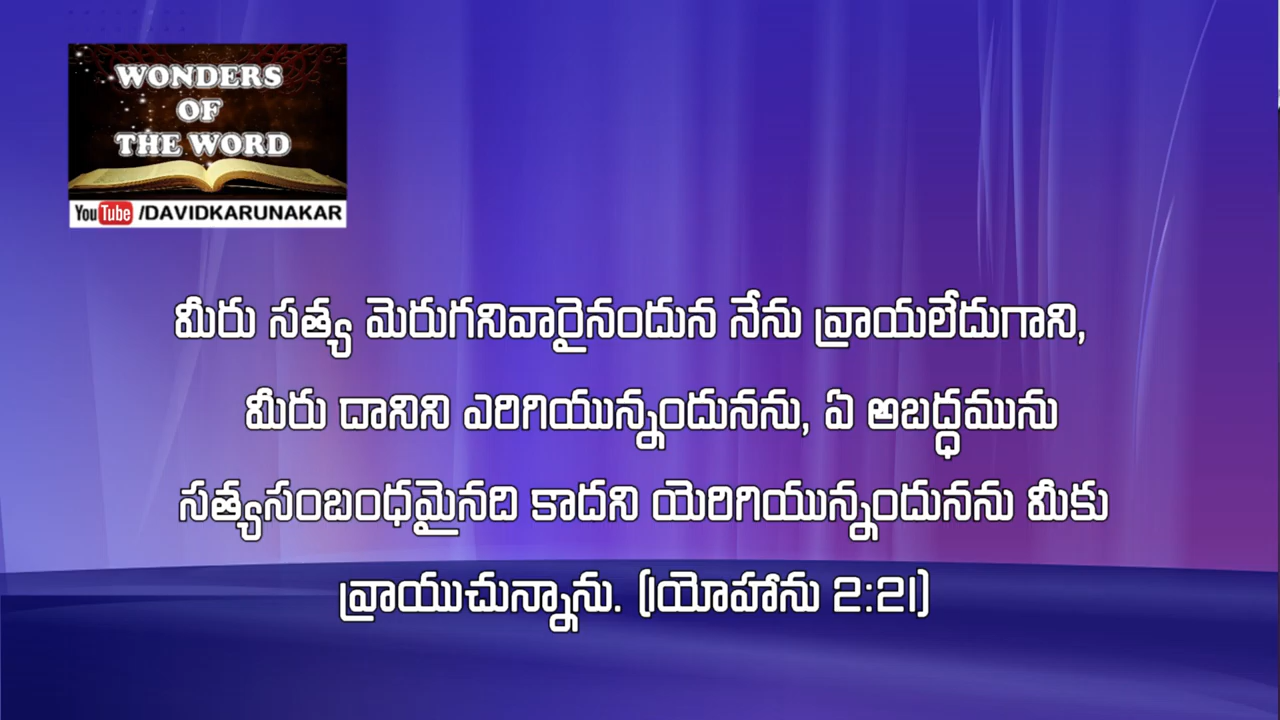 WONDERS
OF
THE WORD
YouTube /DAVIDKARUNAKAR
మీరు సత్య మెరుగనివారైనందున నేను వ్రాయలేదుగాని,
మీరు దానిని ఎరిగియున్నందునను, ఏ అబద్ధమును
సత్యసంబంధమైనది కాదని యెరిగియున్నందునను మీకు
వ్రాయుచున్నాను. (1యోహాను 2:21)